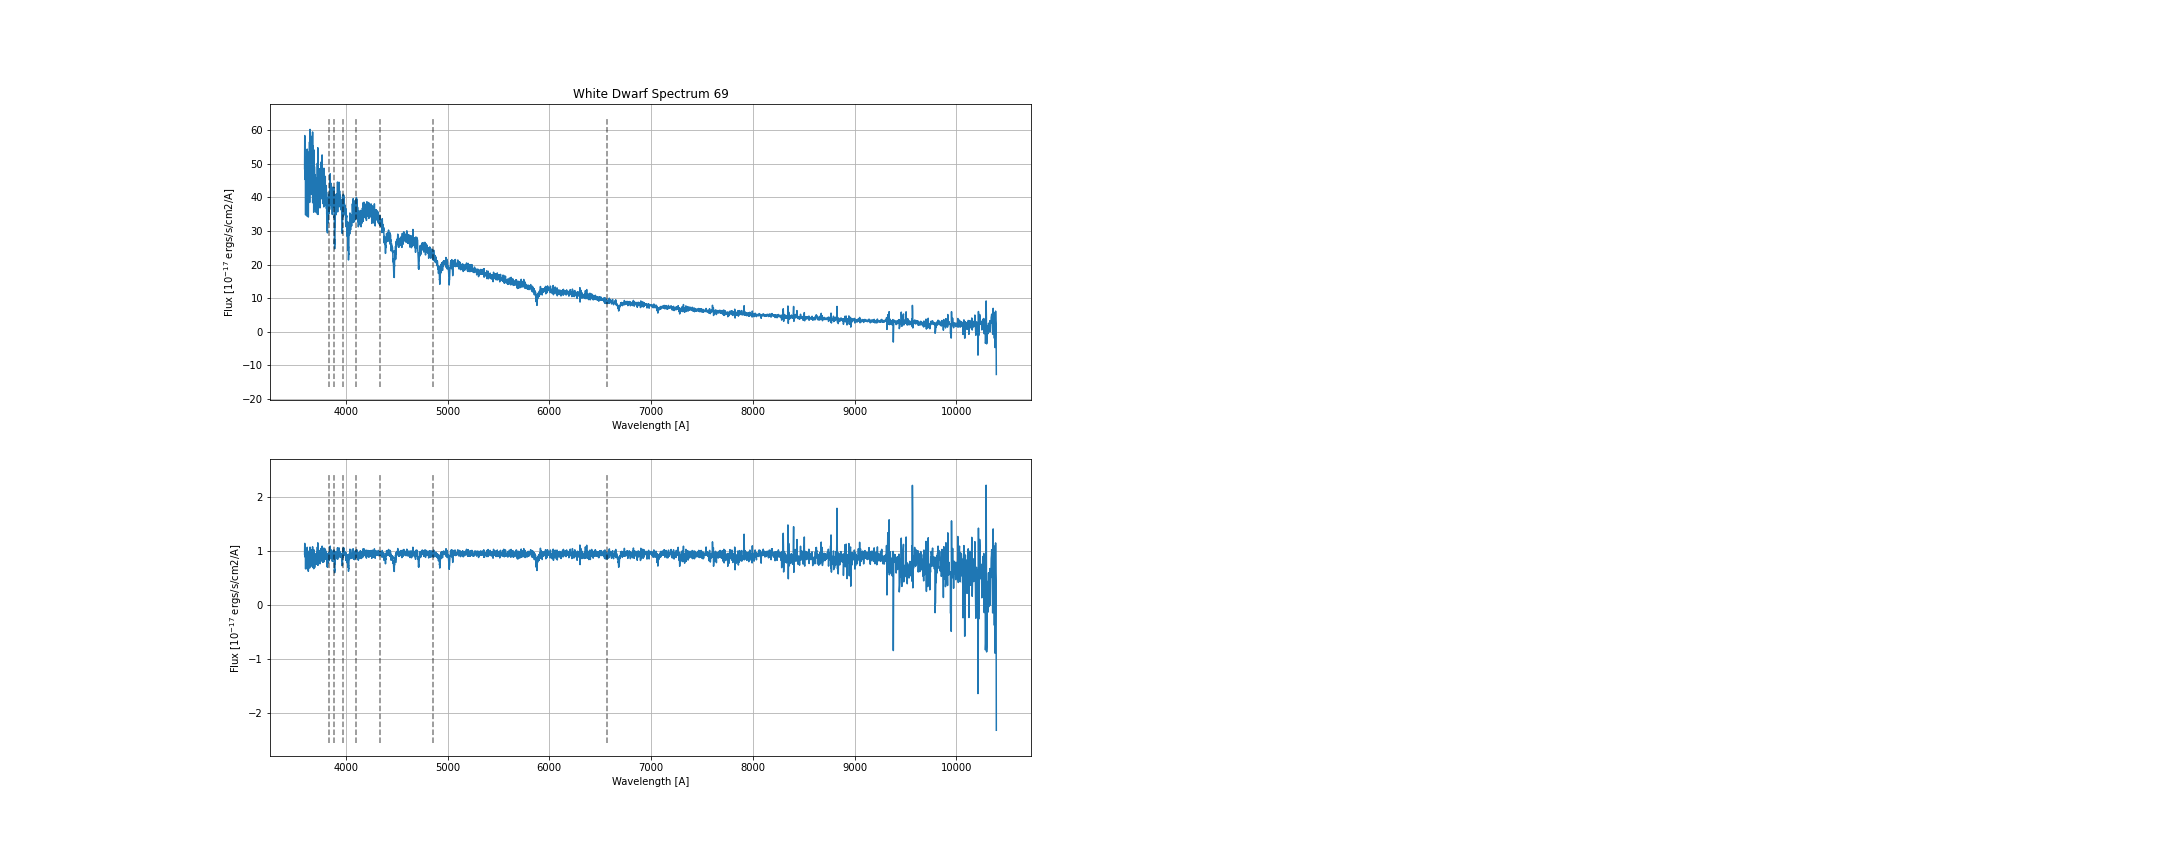 White Dwarf Spectrum 69
Flux [10⁻¹⁷ ergs/s/cm2/A]
60
50
40
30
20
10
0
−10
−20
4000 5000 6000 7000 8000 9000 10000
Wavelength [A]
Flux [10⁻¹⁷ ergs/s/cm2/A]
2
1
0
−1
−2
4000 5000 6000 7000 8000 9000 10000
Wavelength [A]